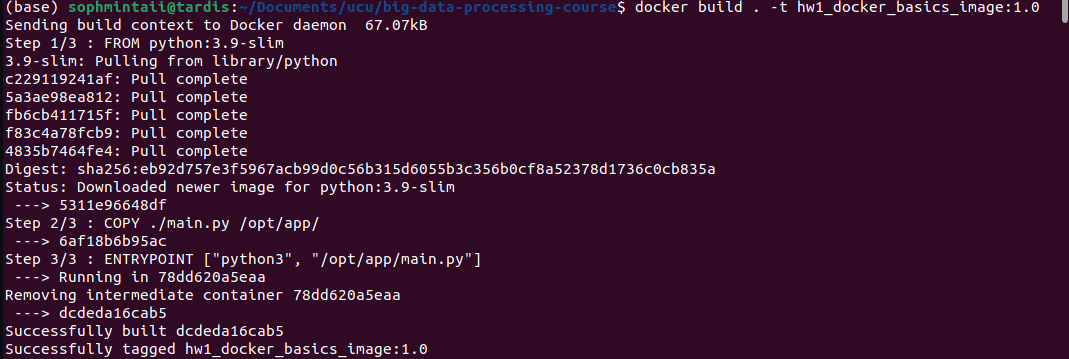 (base) sophmintaii@tardis:~/Documents/ucu/big-data-processing-course$ docker build . -t hw1_docker_basics_image:1.0
Sending build context to Docker daemon  67.07kB
Step 1/3 : FROM python:3.9-slim
3.9-slim: Pulling from library/python
c229119241af: Pull complete
5a3ae98ea812: Pull complete
fb6cb411715f: Pull complete
f83c4a78fcb9: Pull complete
4835b7464fe4: Pull complete
Digest: sha256:eb92d757e3f5967acb99d0c56b315d6055b3c356b0cf8a52378d1736c0cb835a
Status: Downloaded newer image for python:3.9-slim
 ---> 5311e96648df
Step 2/3 : COPY ./main.py /opt/app/
 ---> 6af18b6b95ac
Step 3/3 : ENTRYPOINT ["python3", "/opt/app/main.py"]
 ---> Running in 78dd620a5eaa
Removing intermediate container 78dd620a5eaa
 ---> dcdeda16cab5
Successfully built dcdeda16cab5
Successfully tagged hw1_docker_basics_image:1.0